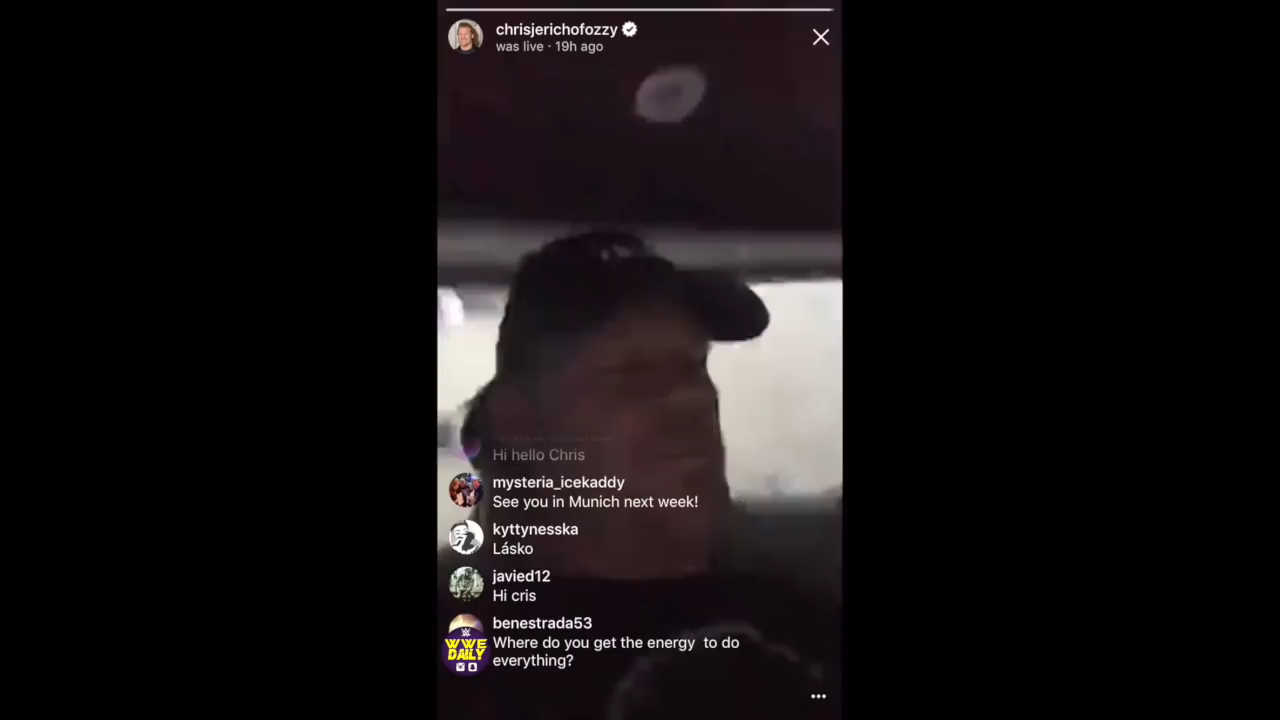 chrisjerichofozzy
was live · 19h ago
Hi hello Chris
mysteria_icekaddy
See you in Munich next week!
kyttynesska
Lásko
javied12
Hi cris
benestrada53
Where do you get the energy to do
everything?
WWE
DAILY